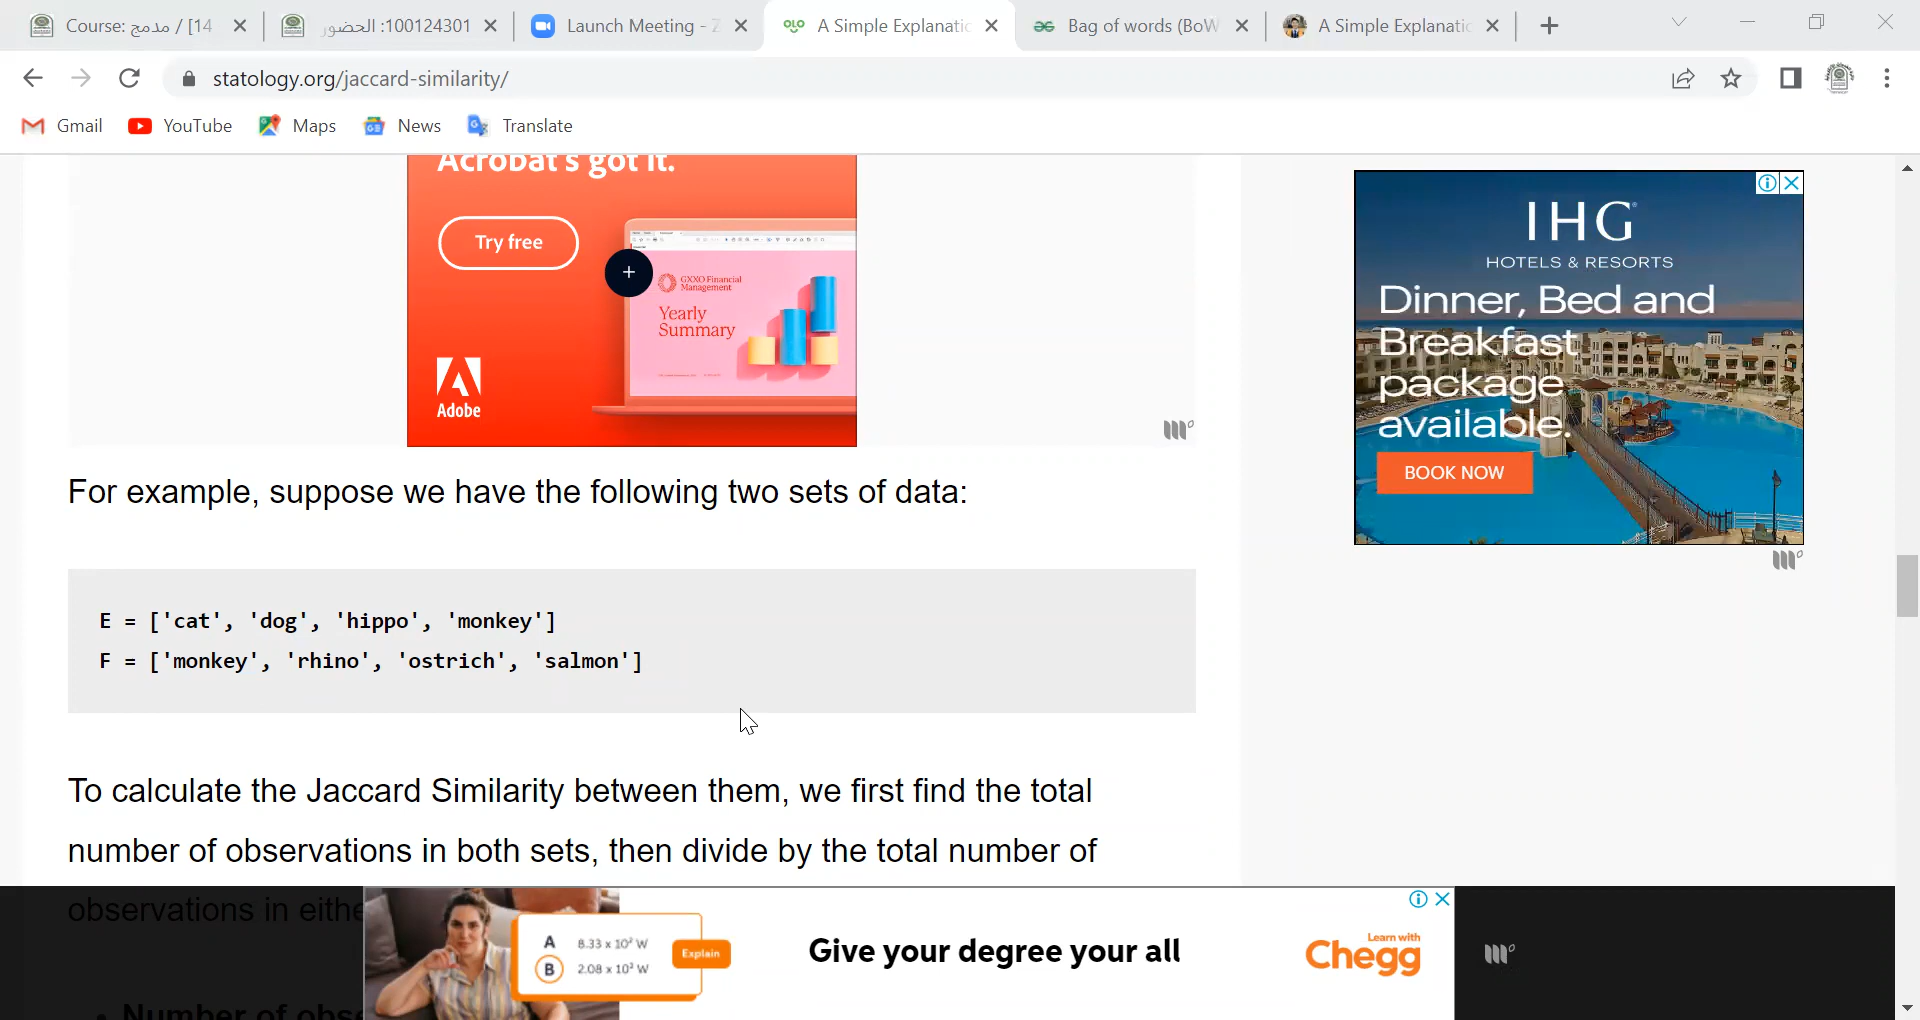 Course: مدمج / [14
الحضور :100124301
Launch Meeting - Z
A Simple Explanatic
Bag of words (BoW
A Simple Explanatic
statology.org/jaccard-similarity/
Gmail
YouTube
Maps
News
Translate
Acrobat's got it.
Try free
GXXO Financial
Management
Yearly
Summary
Adobe
IHG
HOTELS & RESORTS
Dinner, Bed and
Breakfast
package
available.
BOOK NOW
For example, suppose we have the following two sets of data:
E = ['cat', 'dog', 'hippo', 'monkey']
F = ['monkey', 'rhino', 'ostrich', 'salmon']
To calculate the Jaccard Similarity between them, we first find the total
number of observations in both sets, then divide by the total number of
observations in eithe
Number of obse
A 8.33 x 10² W
B 2.08 x 10³ W
Explain
Give your degree your all
Learn with
Chegg